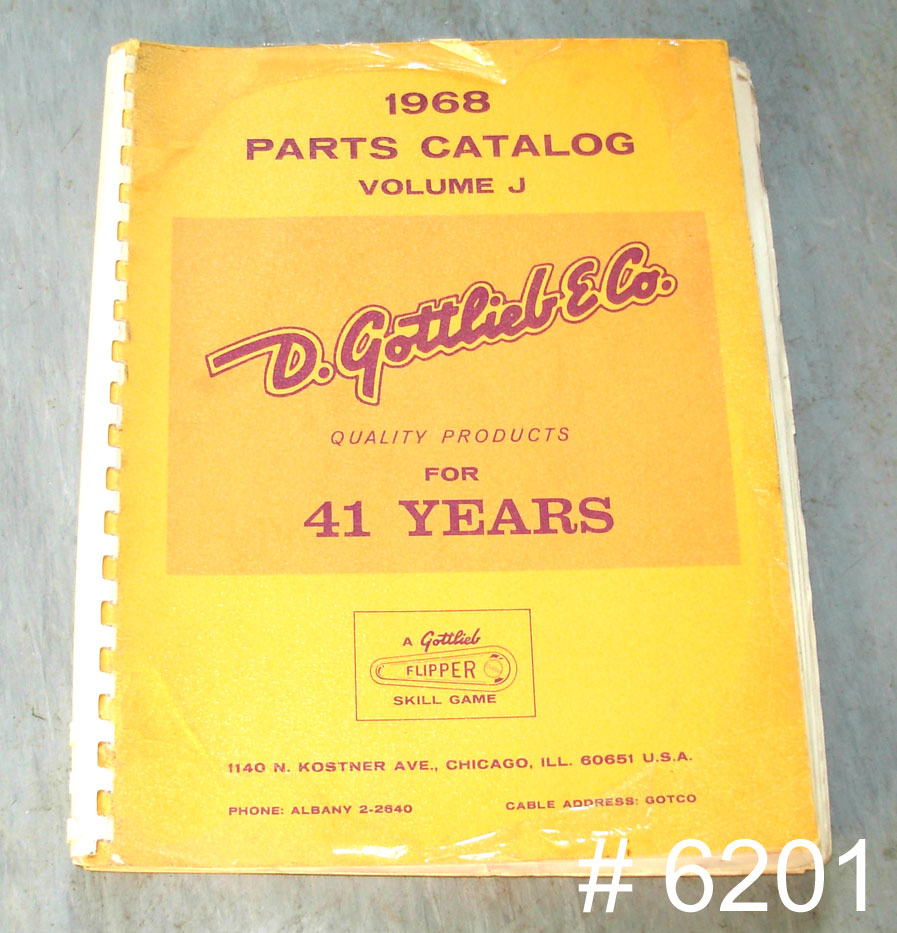 1968
PARTS CATALOG
VOLUME J
D. Gottlieb & Co.
QUALITY PRODUCTS
FOR
41 YEARS
A Gottlieb
FLIPPER
SKILL GAME
1140 N. KOSTNER AVE., CHICAGO, ILL. 60651 U.S.A.
PHONE: ALBANY 2-2640 CABLE ADDRESS: GOTCO
# 6201